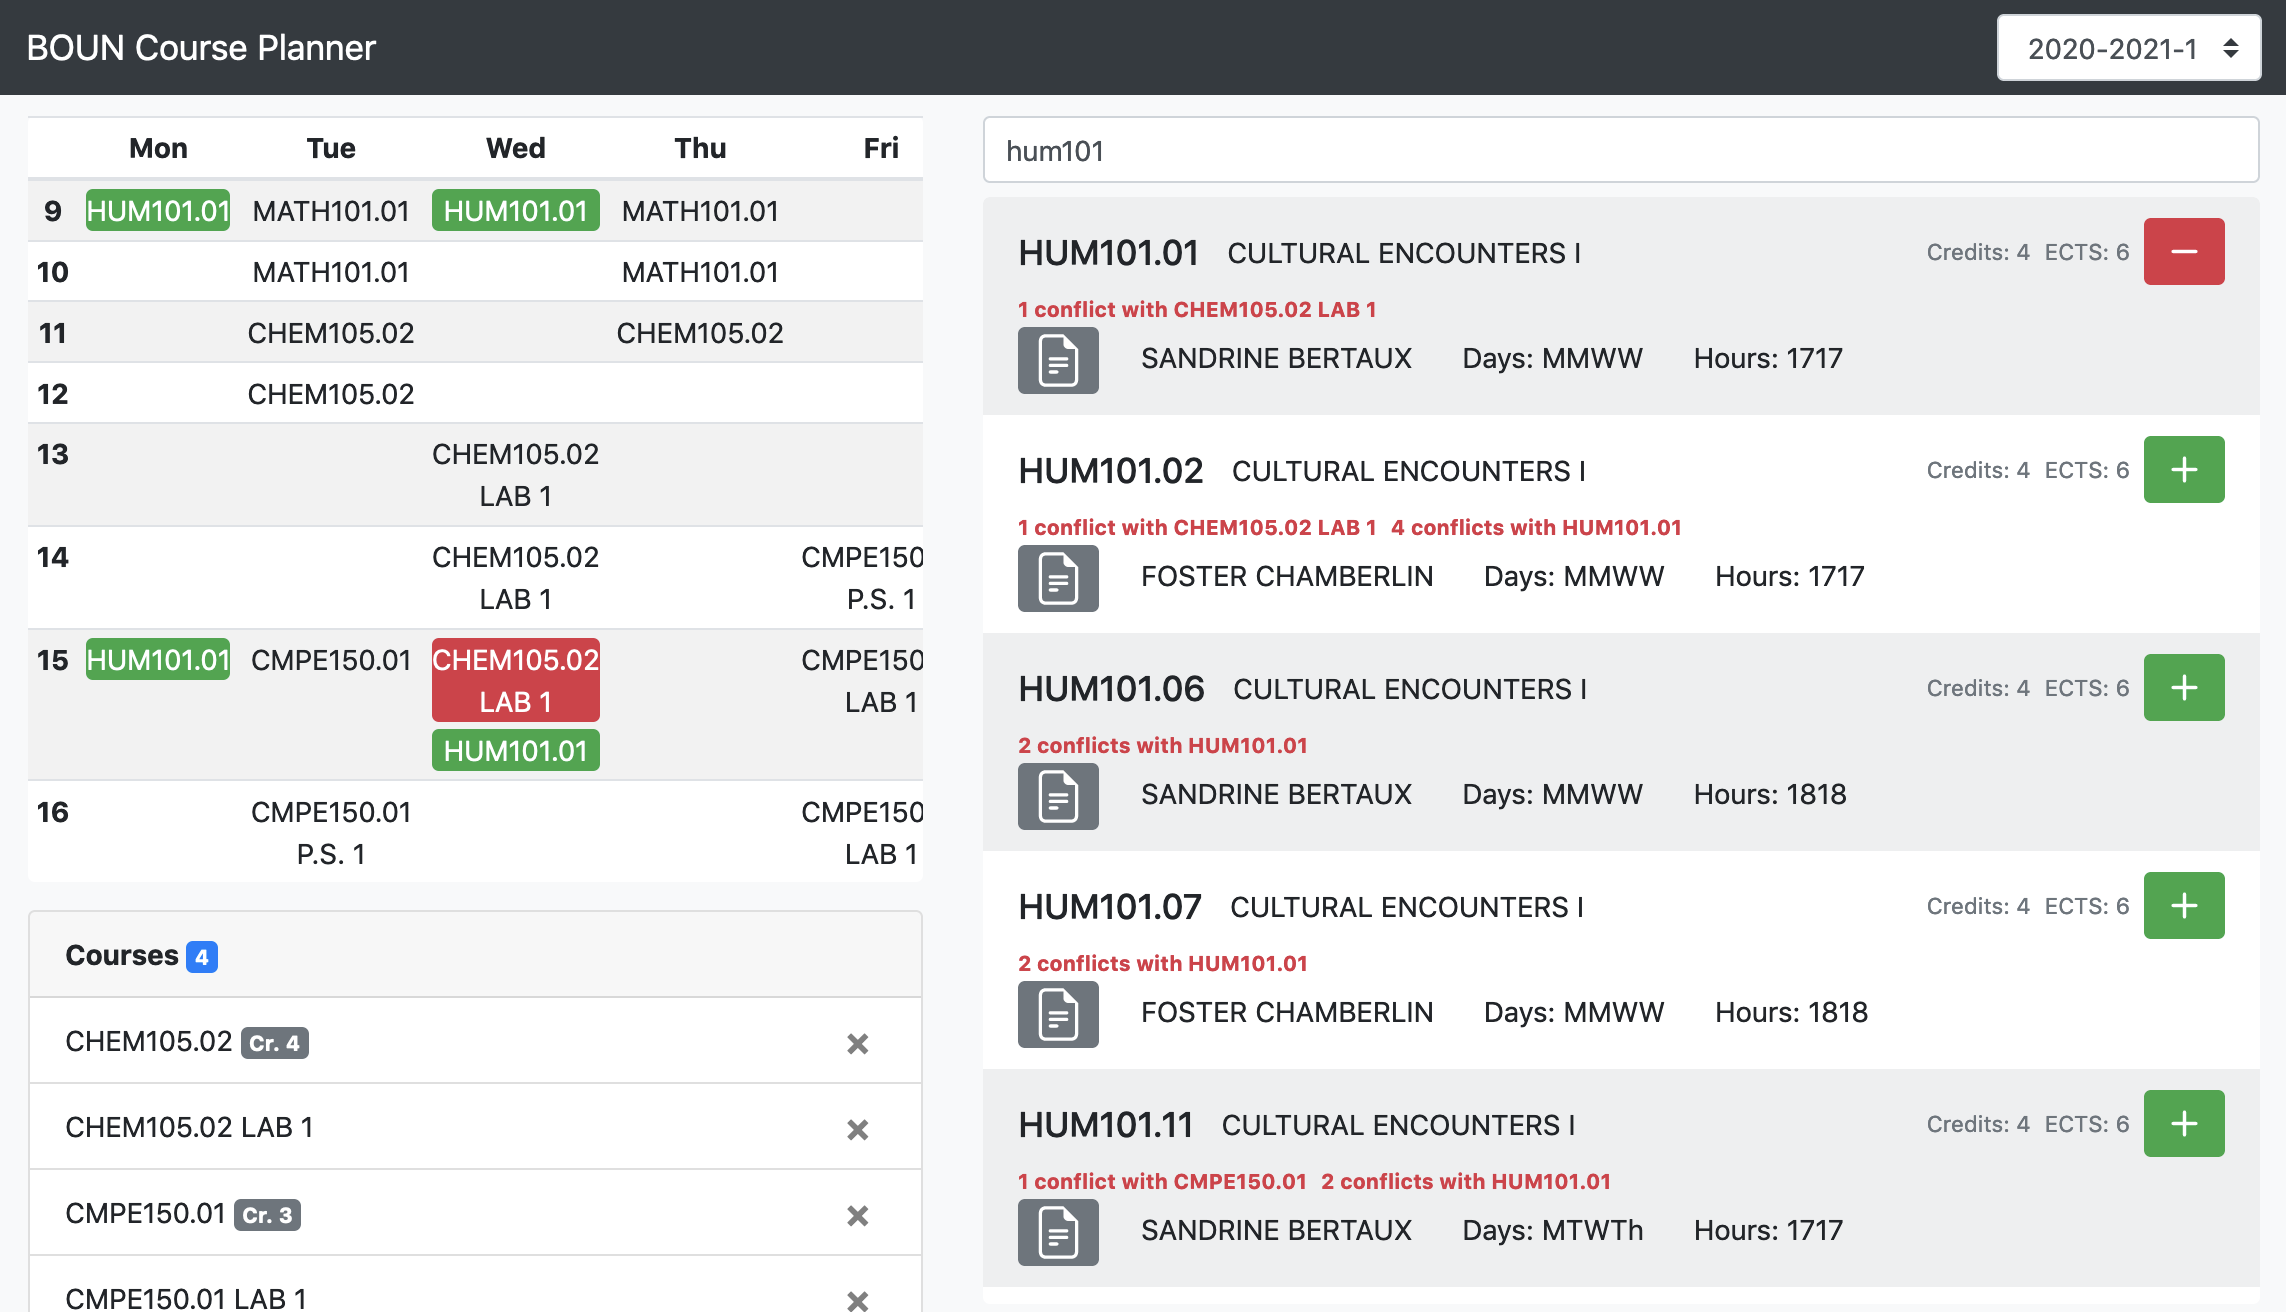 BOUN Course Planner
2020-2021-1
Mon Tue Wed Thu Fri
9 HUM101.01 MATH101.01 HUM101.01 MATH101.01
10 MATH101.01 MATH101.01
11 CHEM105.02 CHEM105.02
12 CHEM105.02
13 CHEM105.02
LAB 1
14 CHEM105.02 CMPE150
LAB 1 P.S. 1
15 HUM101.01 CMPE150.01 CHEM105.02 CMPE150
LAB 1 LAB 1
HUM101.01
16 CMPE150.01 CMPE150
P.S. 1 LAB 1
Courses 4
CHEM105.02 Cr. 4
CHEM105.02 LAB 1
CMPE150.01 Cr. 3
CMPE150.01 LAB 1
hum101
HUM101.01 CULTURAL ENCOUNTERS I Credits: 4 ECTS: 6
1 conflict with CHEM105.02 LAB 1
SANDRINE BERTAUX Days: MMWW Hours: 1717
HUM101.02 CULTURAL ENCOUNTERS I Credits: 4 ECTS: 6
1 conflict with CHEM105.02 LAB 1 4 conflicts with HUM101.01
FOSTER CHAMBERLIN Days: MMWW Hours: 1717
HUM101.06 CULTURAL ENCOUNTERS I Credits: 4 ECTS: 6
2 conflicts with HUM101.01
SANDRINE BERTAUX Days: MMWW Hours: 1818
HUM101.07 CULTURAL ENCOUNTERS I Credits: 4 ECTS: 6
2 conflicts with HUM101.01
FOSTER CHAMBERLIN Days: MMWW Hours: 1818
HUM101.11 CULTURAL ENCOUNTERS I Credits: 4 ECTS: 6
1 conflict with CMPE150.01 2 conflicts with HUM101.01
SANDRINE BERTAUX Days: MTWTh Hours: 1717